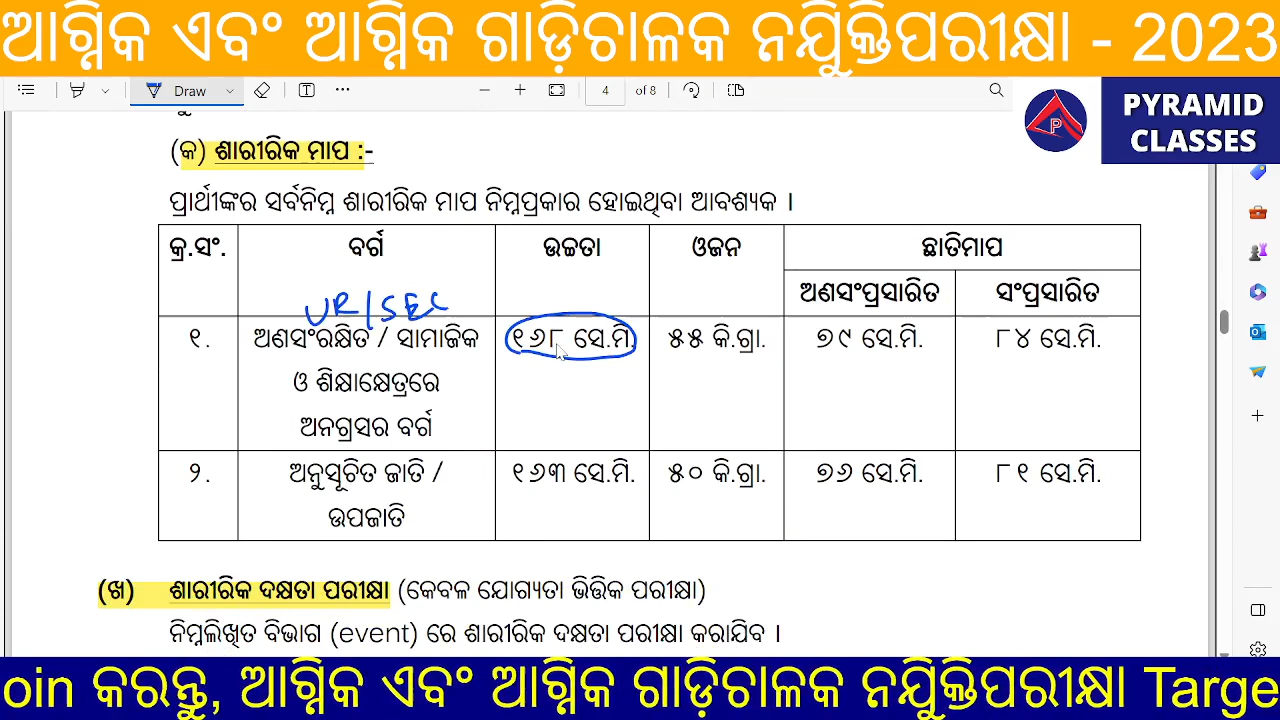 ଆଗ୍ନିକ ଏବଂ ଆଗ୍ନିକ ଗାଡ଼ିଚାଳକ ନିଯୁକ୍ତିପରୀକ୍ଷା - 2023
Draw
4 of 8
PYRAMID
CLASSES
P
(କ) ଶାରୀରିକ ମାପ :-
ପ୍ରାର୍ଥୀଙ୍କର ସର୍ବନିମ୍ନ ଶାରୀରିକ ମାପ ନିମ୍ନପ୍ରକାର ହୋଇଥିବା ଆବଶ୍ୟକ ।
କ୍ର.ସଂ. ବର୍ଗ ଉଚ୍ଚତା ଓଜନ ଛାତିମାପ
ଅଣସଂପ୍ରସାରିତ ସଂପ୍ରସାରିତ
UR/SEC
୧. ଅଣସଂରକ୍ଷିତ / ସାମାଜିକ ୧୬୮ ସେ.ମି. ୫୫ କି.ଗ୍ରା. ୭୯ ସେ.ମି. ୮୪ ସେ.ମି.
ଓ ଶିକ୍ଷାକ୍ଷେତ୍ରରେ
ଅନଗ୍ରସର ବର୍ଗ
୨. ଅନୁସୂଚିତ ଜାତି / ୧୬୩ ସେ.ମି. ୫୦ କି.ଗ୍ରା. ୭୬ ସେ.ମି. ୮୧ ସେ.ମି.
ଉପଜାତି
(ଖ) ଶାରୀରିକ ଦକ୍ଷତା ପରୀକ୍ଷା (କେବଳ ଯୋଗ୍ୟତା ଭିତ୍ତିକ ପରୀକ୍ଷା)
ନିମ୍ନଲିଖିତ ବିଭାଗ (event) ରେ ଶାରୀରିକ ଦକ୍ଷତା ପରୀକ୍ଷା କରାଯିବ ।
oin କରନ୍ତୁ, ଆଗ୍ନିକ ଏବଂ ଆଗ୍ନିକ ଗାଡ଼ିଚାଳକ ନିଯୁକ୍ତିପରୀକ୍ଷା Targe